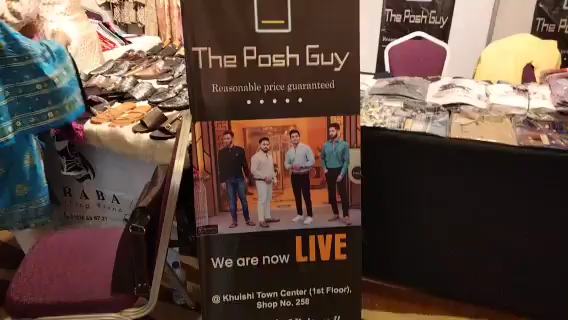 The Posh Guy
Reasonable price guaranteed
We are now LIVE
@ Khulshi Town Center (1st Floor),
Shop No. 258
The Posh Guy
RABA